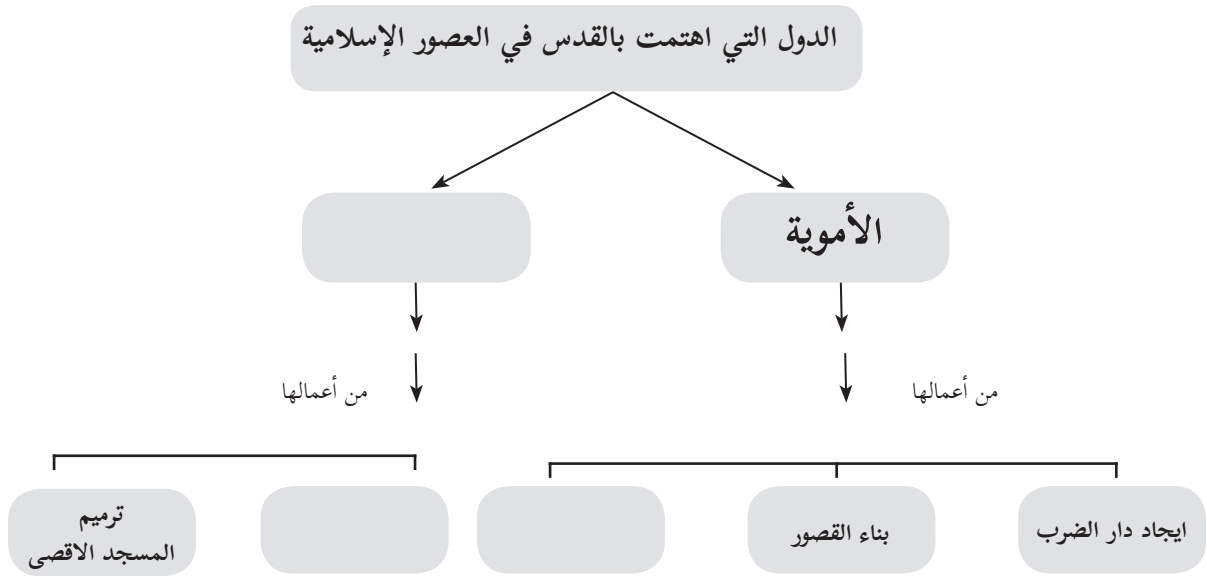 الدول التي اهتمت بالقدس في العصور الإسلامية
الأموية
من أعمالها
من أعمالها
ايجاد دار الضرب
بناء القصور
ترميم
المسجد الاقصى